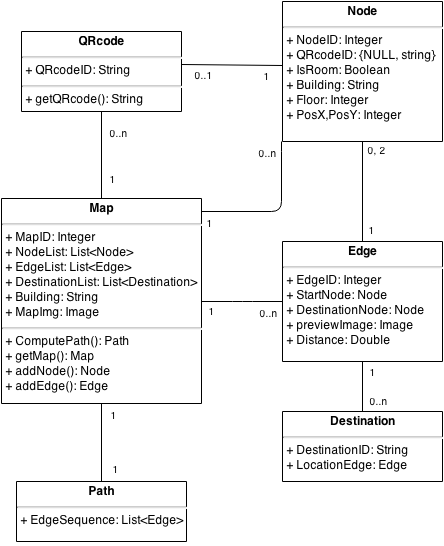 QRcode
+ QRcodeID: String
+ getQRcode(): String
Node
+ NodeID: Integer
+ QRcodeID: {NULL, string}
+ IsRoom: Boolean
+ Building: String
+ Floor: Integer
+ PosX,PosY: Integer
0..1
1
0..n
1
0..n
1
0, 2
1
Map
+ MapID: Integer
+ NodeList: List<Node>
+ EdgeList: List<Edge>
+ DestinationList: List<Destination>
+ Building: String
+ MapImg: Image
+ ComputePath(): Path
+ getMap(): Map
+ addNode(): Node
+ addEdge(): Edge
1
0..n
Edge
+ EdgeID: Integer
+ StartNode: Node
+ DestinationNode: Node
+ previewImage: Image
+ Distance: Double
1
0..n
Destination
+ DestinationID: String
+ LocationEdge: Edge
1
1
Path
+ EdgeSequence: List<Edge>